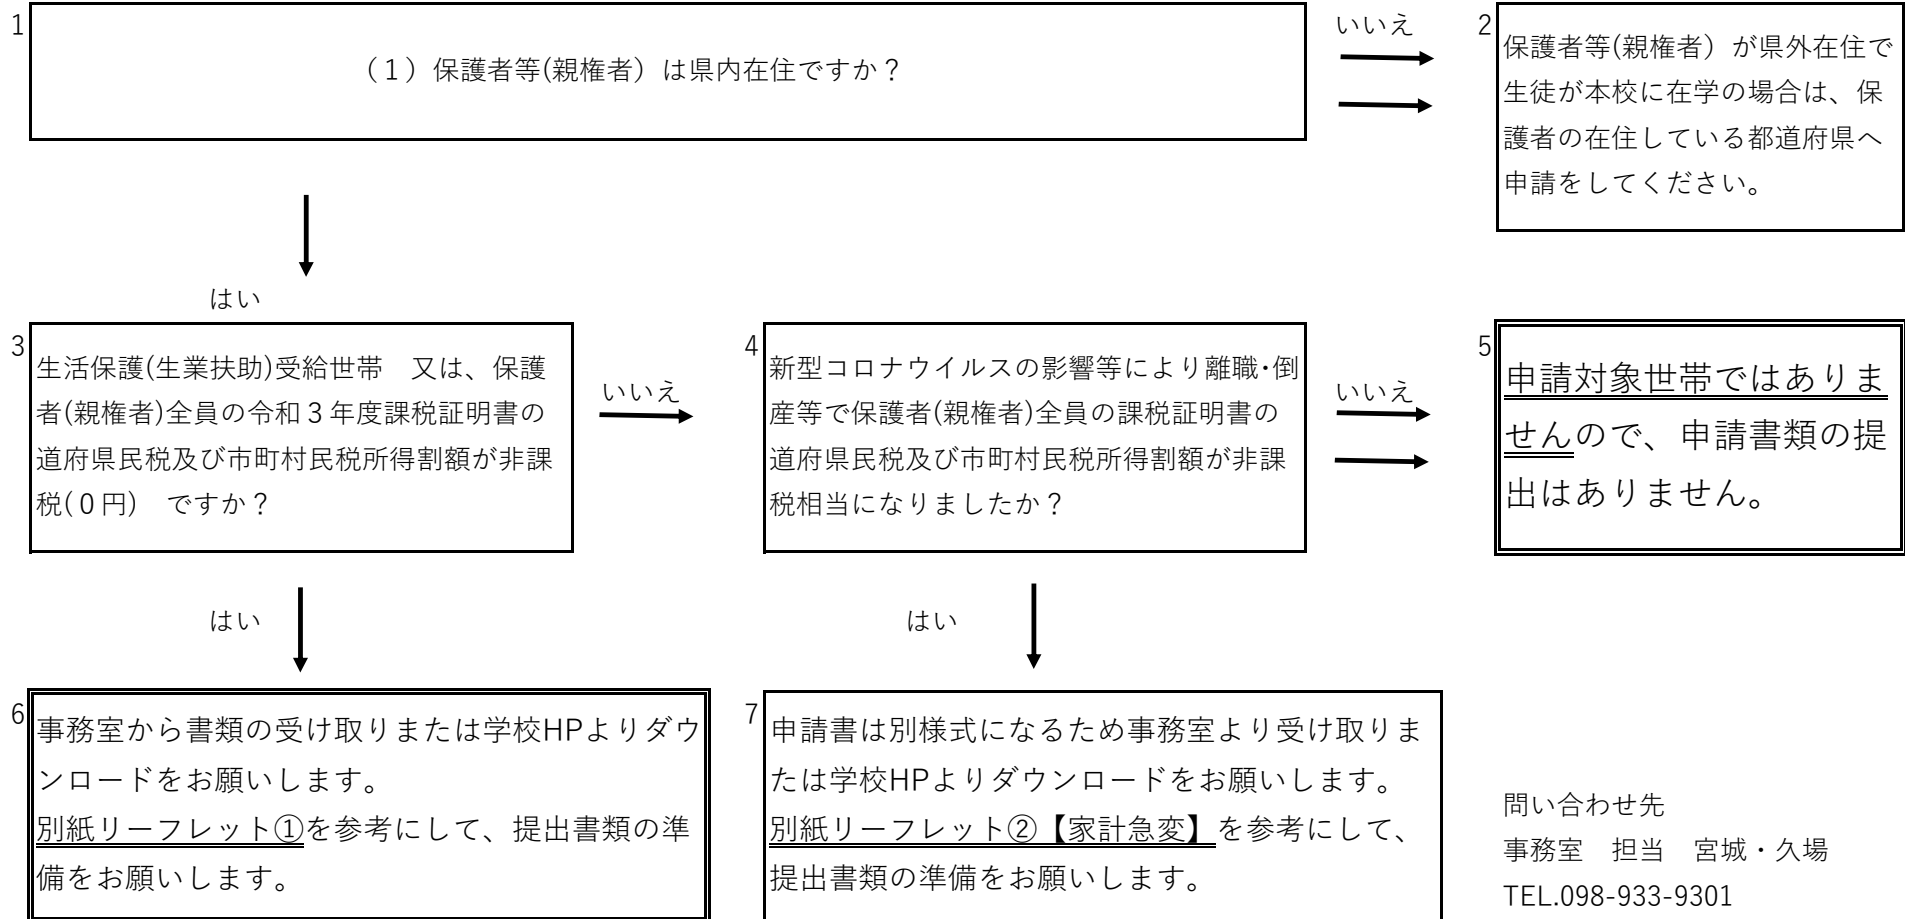 1
（１）保護者等(親権者）は県内在住ですか？
いいえ
2
保護者等(親権者）が県外在住で
生徒が本校に在学の場合は、保
護者の在住している都道府県へ
申請をしてください。
はい
3
生活保護(生業扶助)受給世帯　又は、保護
者(親権者)全員の令和３年度課税証明書の
道府県民税及び市町村民税所得割額が非課
税(０円)　ですか？
いいえ
4
新型コロナウイルスの影響等により離職･倒
産等で保護者(親権者)全員の課税証明書の
道府県民税及び市町村民税所得割額が非課
税相当になりましたか？
いいえ
5
申請対象世帯ではありま
せんので、申請書類の提
出はありません。
はい
はい
6
事務室から書類の受け取りまたは学校HPよりダウ
ンロードをお願いします。
別紙リーフレット①を参考にして、提出書類の準
備をお願いします。
7
申請書は別様式になるため事務室より受け取りま
たは学校HPよりダウンロードをお願いします。
別紙リーフレット②【家計急変】を参考にして、
提出書類の準備をお願いします。
問い合わせ先
事務室　担当　宮城・久場
TEL.098-933-9301